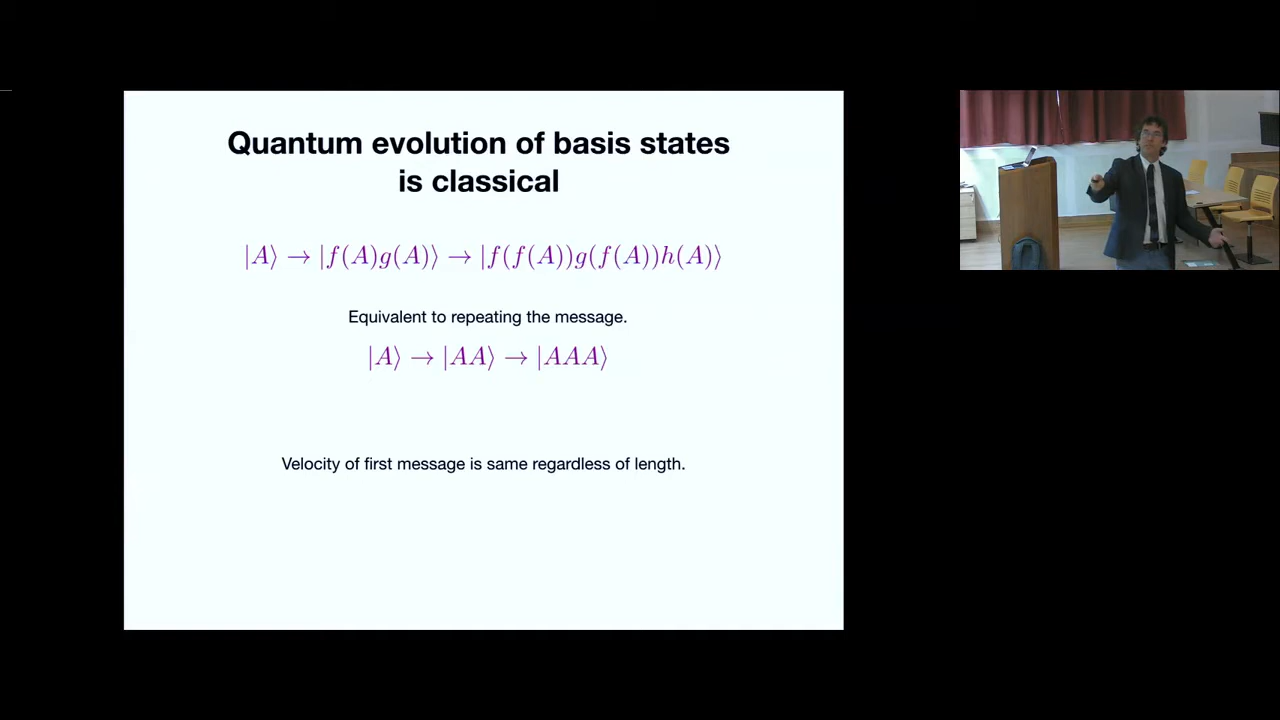 Quantum evolution of basis states
is classical
|A⟩ → |f(A)g(A)⟩ → |f(f(A))g(f(A))h(A)⟩
Equivalent to repeating the message.
|A⟩ → |AA⟩ → |AAA⟩
Velocity of first message is same regardless of length.